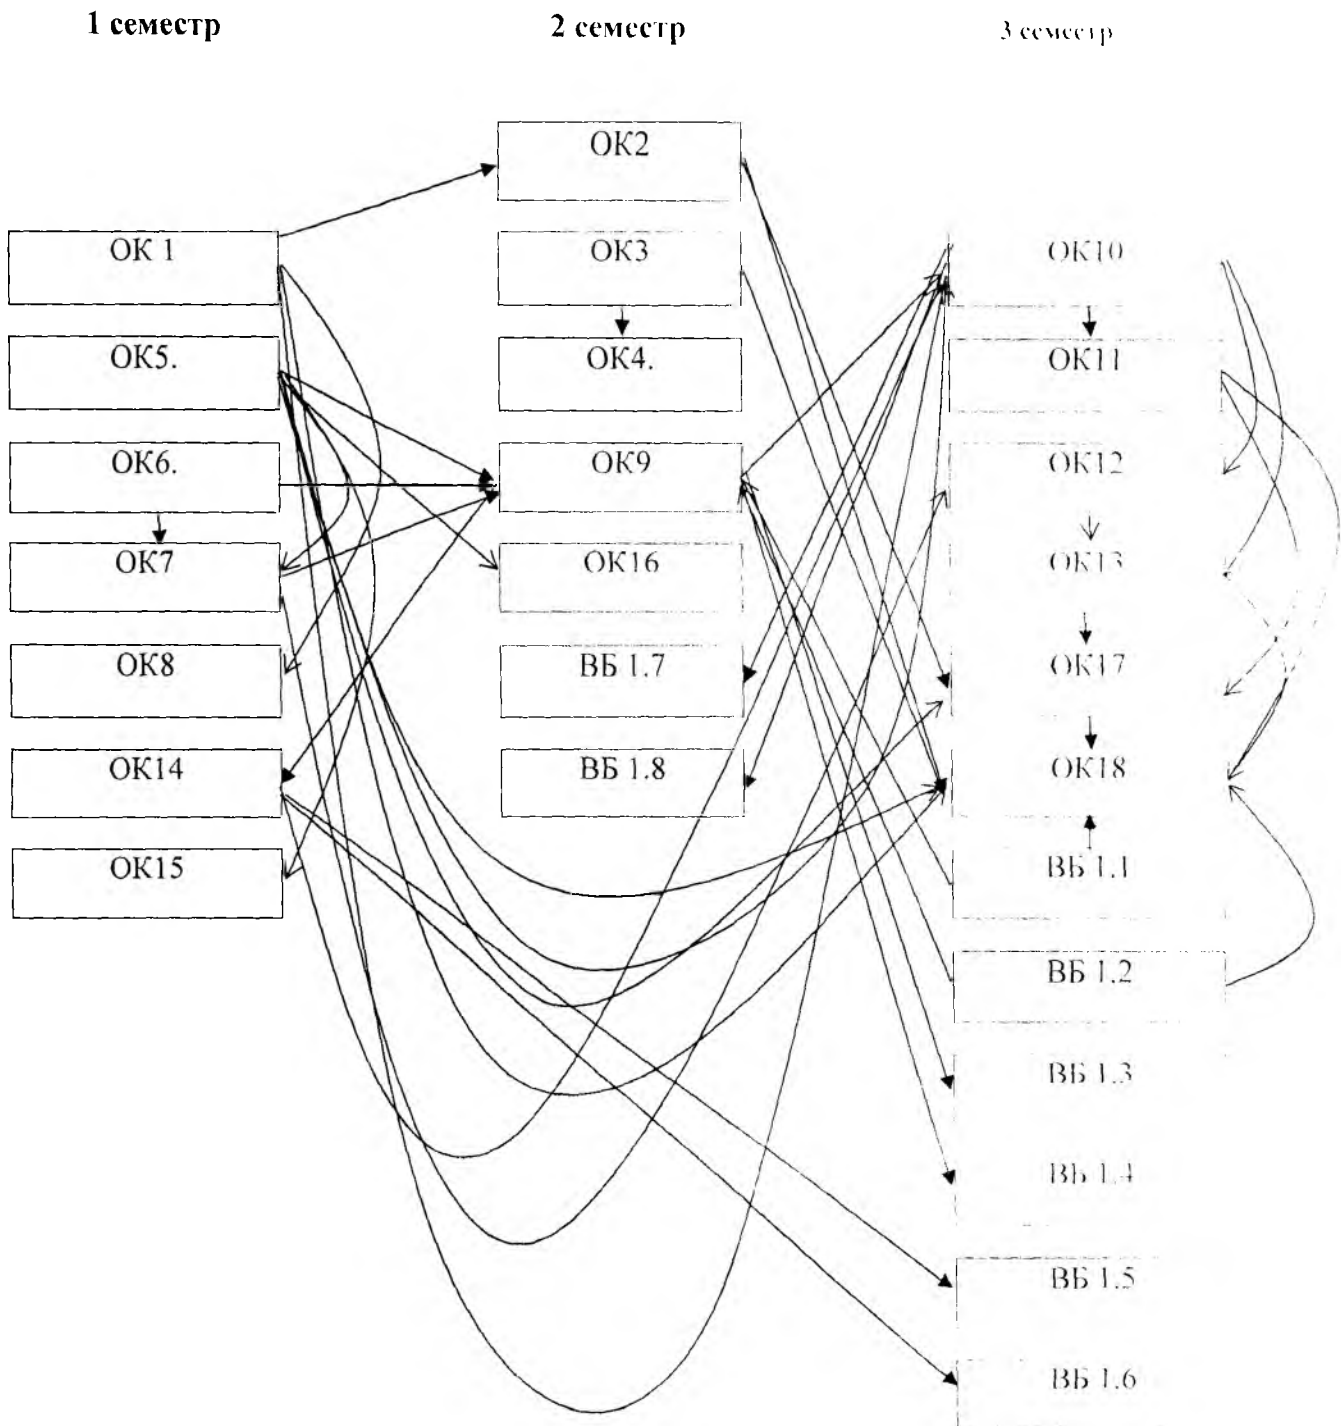 1 семестр
2 семестр
3 семестр
ОК2
ОК 1
ОК3
ОК10
ОК5.
ОК4.
ОК11
ОК6.
ОК9
ОК12
ОК7
ОК16
ОК13
ОК8
ВБ 1.7
ОК17
ОК14
ВБ 1.8
ОК18
ОК15
ВБ 1.1
ВБ 1.2
ВБ 1.3
ВБ 1.4
ВБ 1.5
ВБ 1.6